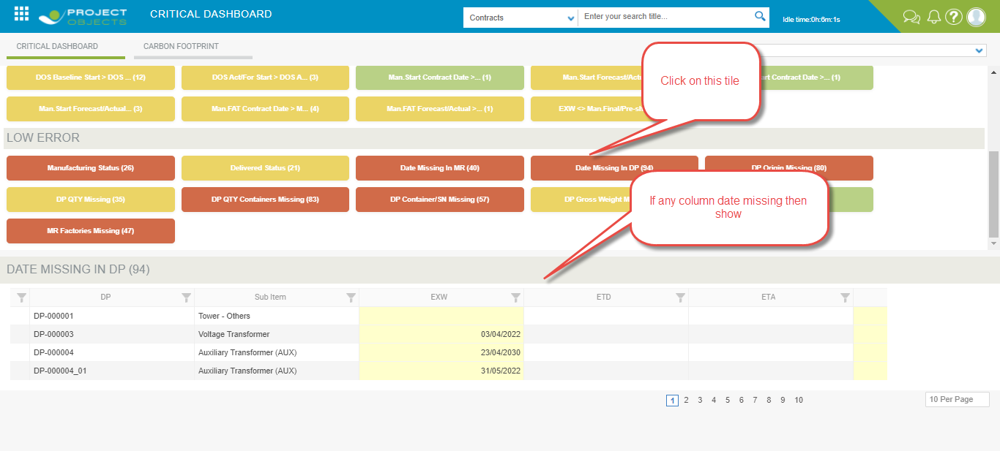 PROJECT
OBJECTS
CRITICAL DASHBOARD
Contracts
Enter your search title...
Idle time:0h:6m:1s
?
CRITICAL DASHBOARD
CARBON FOOTPRINT
DOS Baseline Start > DOS ... (12)
DOS Act/For Start > DOS A... (3)
Man.Start Contract Date >... (1)
Man.Start Forecast/Actu
rt Contract Date >... (1)
Click on this tile
Man.Start Forecast/Actual... (3)
Man.FAT Contract Date > M... (4)
Man.FAT Forecast/Actual >... (1)
EXW <> Man.Final/Pre-sh
LOW ERROR
Manufacturing Status (26)
Delivered Status (21)
Date Missing In MR (40)
Date Missing In DP (94)
DP Origin Missing (80)
DP QTY Missing (35)
DP QTY Containers Missing (83)
DP Container/SN Missing (57)
DP Gross Weight M
If any column date missing then
show
MR Factories Missing (47)
DATE MISSING IN DP (94)
DP
Sub Item
EXW
ETD
ETA
DP-000001
Tower - Others
DP-000003
Voltage Transformer
03/04/2022
DP-000004
Auxiliary Transformer (AUX)
23/04/2030
DP-000004_01
Auxiliary Transformer (AUX)
31/05/2022
1 2 3 4 5 6 7 8 9 10
10 Per Page